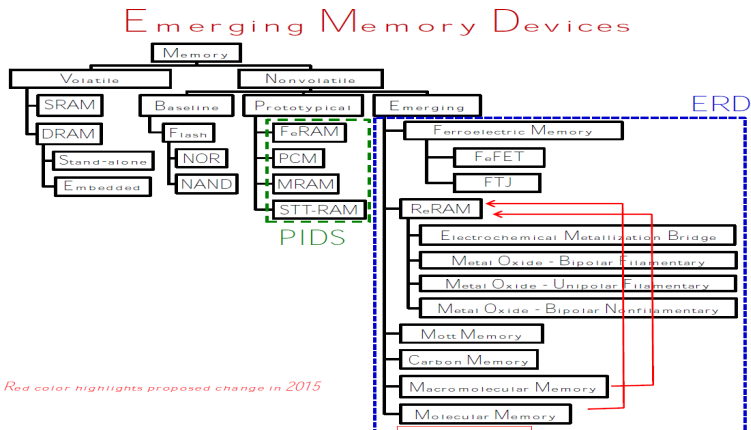 Emerging Memory Devices
Memory
Volatile
Nonvolatile
SRAM
Baseline
Prototypical
Emerging
ERD
DRAM
Flash
FeRAM
Ferroelectric Memory
Stand-alone
NOR
PCM
FeFET
Embedded
NAND
MRAM
FTJ
STT-RAM
ReRAM
PIDS
Electrochemical Metallization Bridge
Metal Oxide - Bipolar Filamentary
Metal Oxide - Unipolar Filamentary
Metal Oxide - Bipolar Nonfilamentary
Mott Memory
Carbon Memory
Red color highlights proposed change in 2015
Macromolecular Memory
Molecular Memory